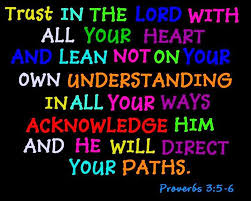 Trust IN THE LORD WITH
ALL YOUR HEART
AND LEAN NOT ON YOUR
OWN UNDERSTANDING
IN ALL YOUR WAYS
ACKNOWLEDGE HIM
AND HE WILL DIRECT
YOUR PATHS.
Proverbs 3:5-6